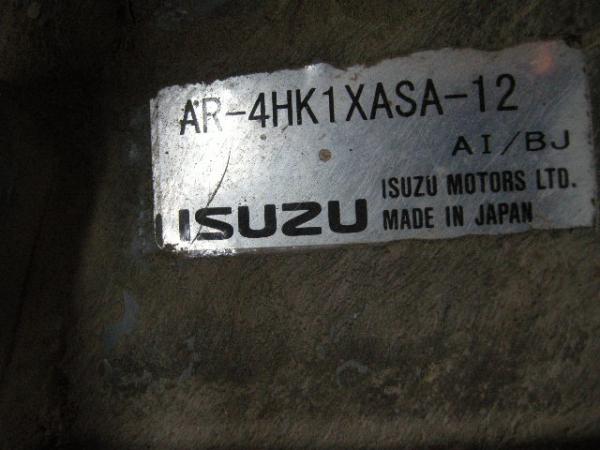 AR-4HK1XASA-12
AI/BJ
ISUZU
ISUZU MOTORS LTD.
MADE IN JAPAN